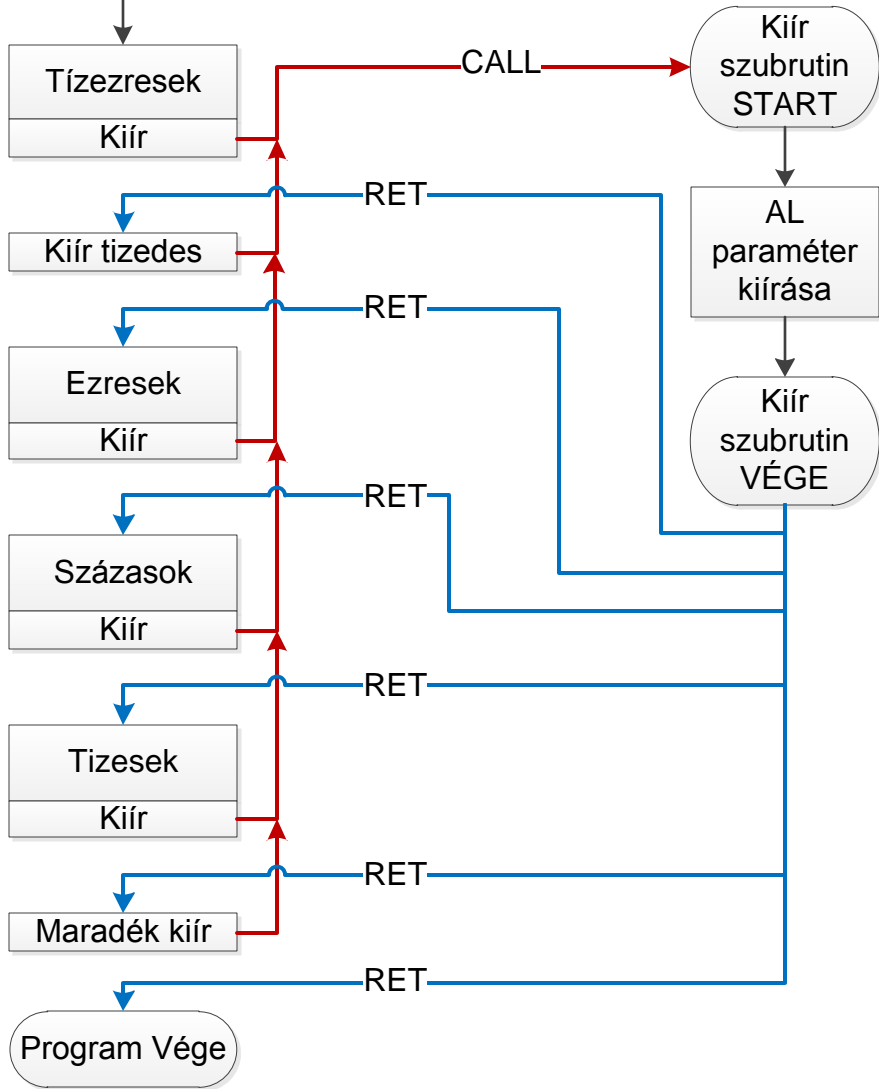 Tízezresek
Kiír
CALL
Kiír
szubrutin
START
RET
Kiír tizedes
AL
paraméter
kiírása
RET
Ezresek
Kiír
Kiír
szubrutin
VÉGE
RET
Százasok
Kiír
RET
Tizesek
Kiír
RET
Maradék kiír
RET
Program Vége